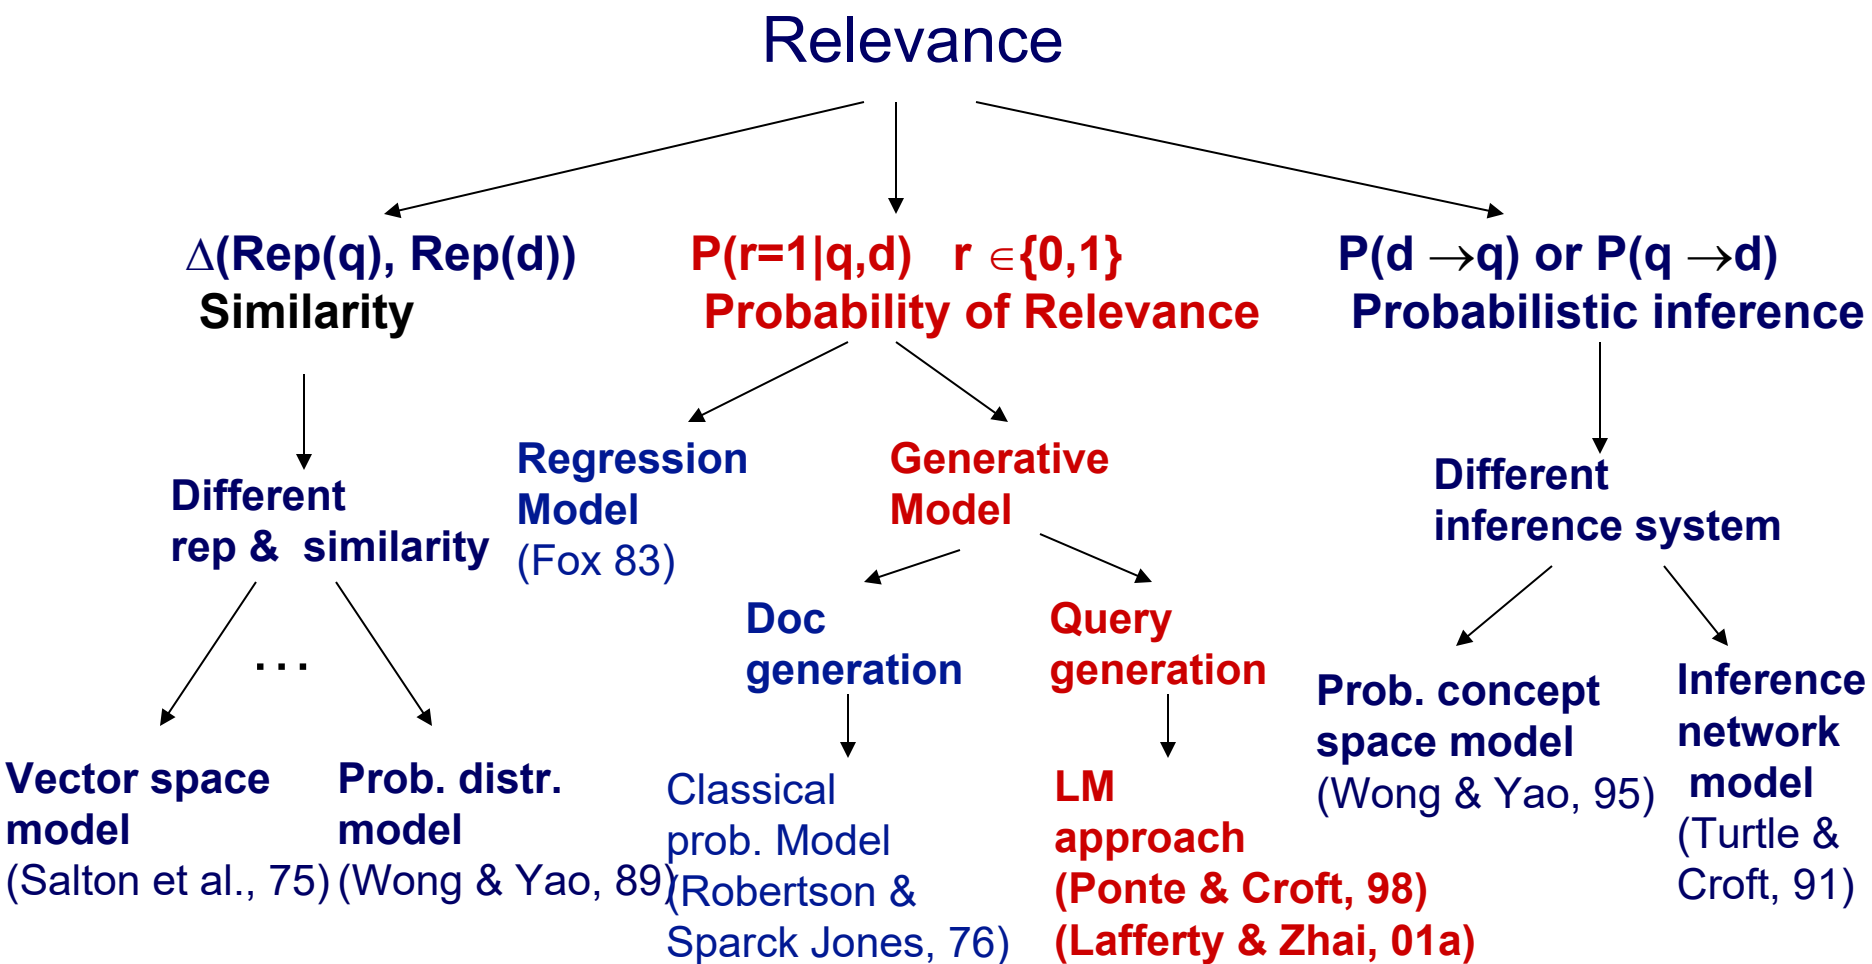 Relevance
Δ(Rep(q), Rep(d))
Similarity
P(r=1|q,d) r ∈{0,1}
Probability of Relevance
P(d →q) or P(q →d)
Probabilistic inference
Different
rep & similarity
Regression
Model
(Fox 83)
Generative
Model
Different
inference system
. . .
Doc
generation
Query
generation
Vector space
model
(Salton et al., 75)
Prob. distr.
model
(Wong & Yao, 89)
Classical
prob. Model
(Robertson &
Sparck Jones, 76)
LM
approach
(Ponte & Croft, 98)
(Lafferty & Zhai, 01a)
Prob. concept
space model
(Wong & Yao, 95)
Inference
network
model
(Turtle &
Croft, 91)